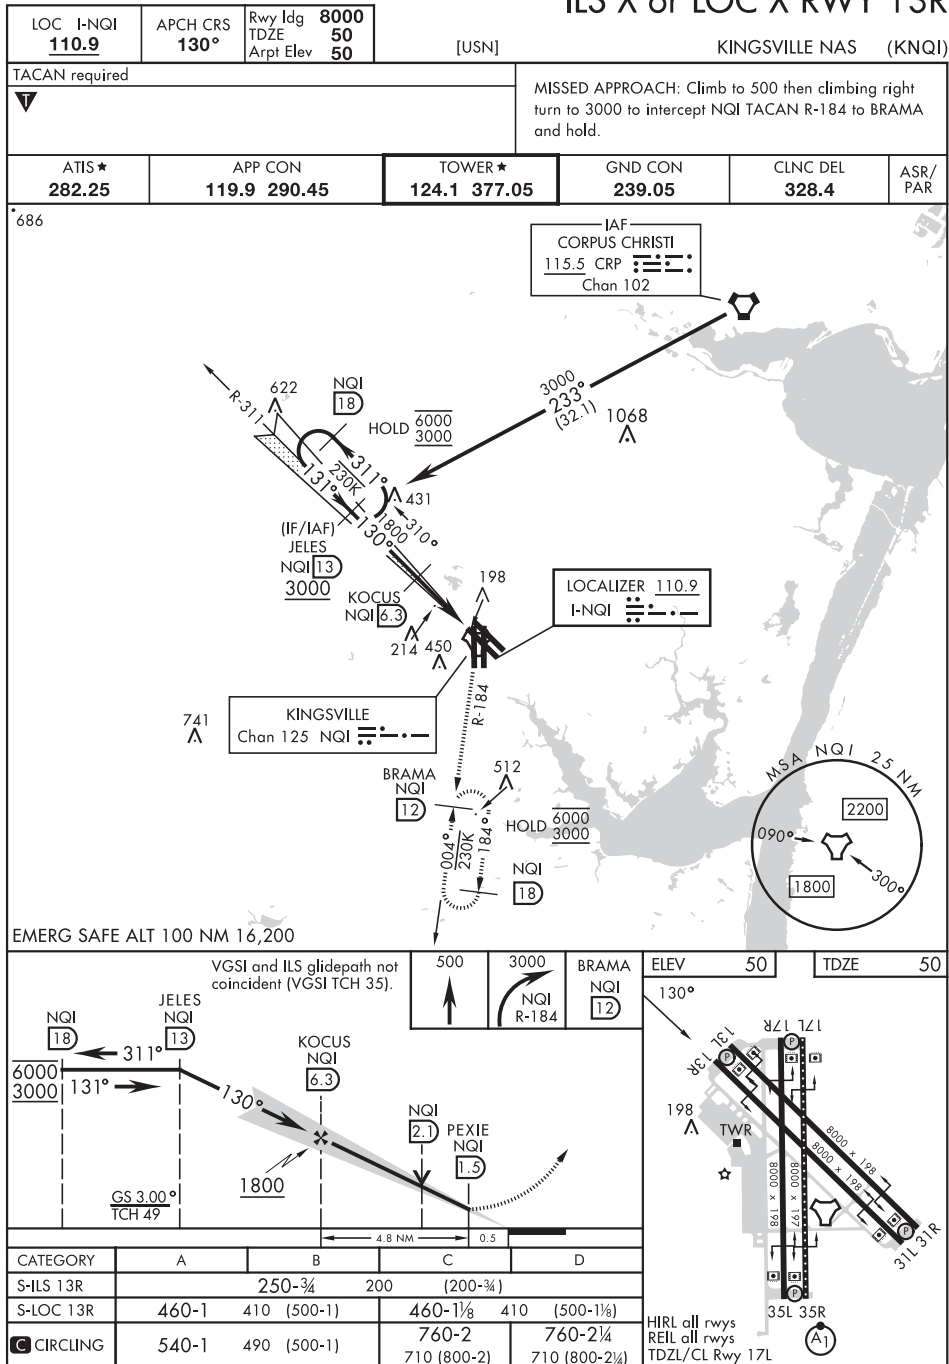 ILS X or LOC X RWY 13R
LOC I-NQI
110.9
APCH CRS
130°
Rwy ldg 8000
TDZE 50
Arpt Elev 50
[USN]
KINGSVILLE NAS (KNQI)
TACAN required
T
MISSED APPROACH: Climb to 500 then climbing right
turn to 3000 to intercept NQI TACAN R-184 to BRAMA
and hold.
ATIS★
282.25
APP CON
119.9 290.45
TOWER★
124.1 377.05
GND CON
239.05
CLNC DEL
328.4
ASR/
PAR
686
IAF
CORPUS CHRISTI
115.5 CRP
Chan 102
3000
233°
(32.1)
1068
R-311
622
NQI
18
HOLD 6000
3000
311°
230K
131°
431
1800
310°
130°
(IF/IAF)
JELES
NQI 13
3000
KOCUS
NQI 6.3
198
214
450
LOCALIZER 110.9
I-NQI
KINGSVILLE
Chan 125 NQI
741
R-184
BRAMA
NQI
12
512
HOLD 6000
3000
004°
230K
184°
NQI
18
MSA NQI 25 NM
2200
090°
1800
300°
EMERG SAFE ALT 100 NM 16,200
VGSI and ILS glidepath not
coincident (VGSI TCH 35).
500
3000
NQI
R-184
BRAMA
NQI
12
NQI
18
JELES
NQI
13
311°
6000
3000
131°
130°
KOCUS
NQI
6.3
NQI
2.1
PEXIE
NQI
1.5
1800
GS 3.00°
TCH 49
4.8 NM
0.5
ELEV 50
TDZE 50
130°
13L
13R
17R
17L
P
P
198
TWR
8000 x 198
8000 x 198
8000 x 198
8000 x 197
P
P
31L
31R
35L
35R
A1
HIRL all rwys
REIL all rwys
TDZL/CL Rwy 17L
CATEGORY A B C D
S-ILS 13R 250-¾ 200 (200-¾)
S-LOC 13R 460-1 410 (500-1) 460-1⅛ 410 (500-1⅛)
C CIRCLING 540-1 490 (500-1) 760-2 710 (800-2) 760-2¼ 710 (800-2¼)